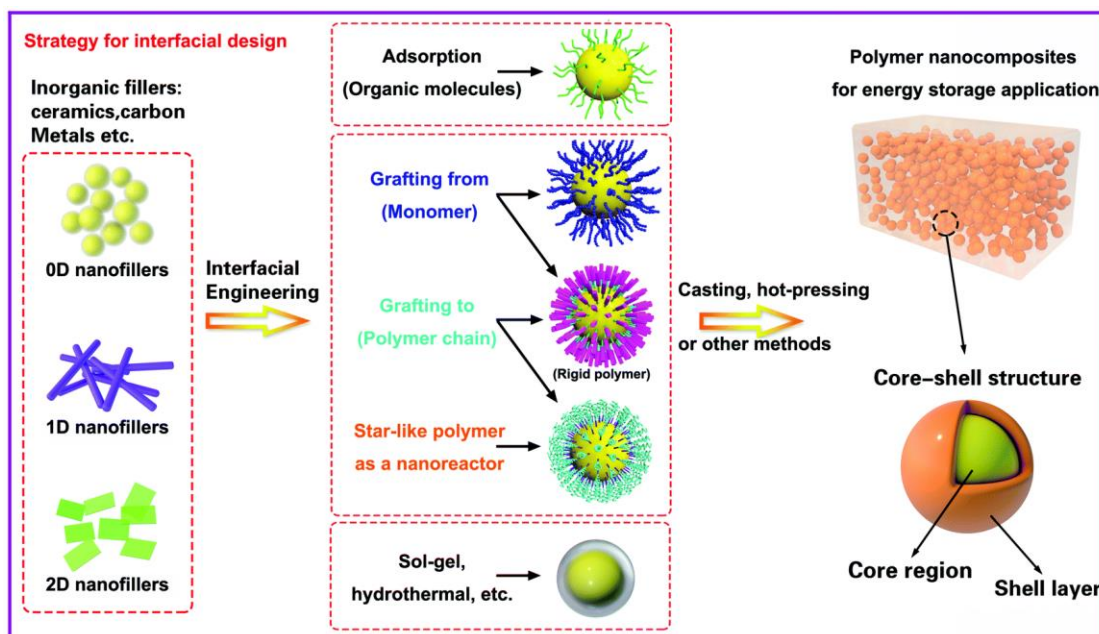 Strategy for interfacial design
Inorganic fillers:
ceramics,carbon
Metals etc.
0D nanofillers
1D nanofillers
2D nanofillers
Interfacial
Engineering
Adsorption
(Organic molecules)
Grafting from
(Monomer)
Grafting to
(Polymer chain)
(Rigid polymer)
Star-like polymer
as a nanoreactor
Sol-gel,
hydrothermal, etc.
Casting, hot-pressing
or other methods
Polymer nanocomposites
for energy storage application
Core–shell structure
Core region
Shell layer